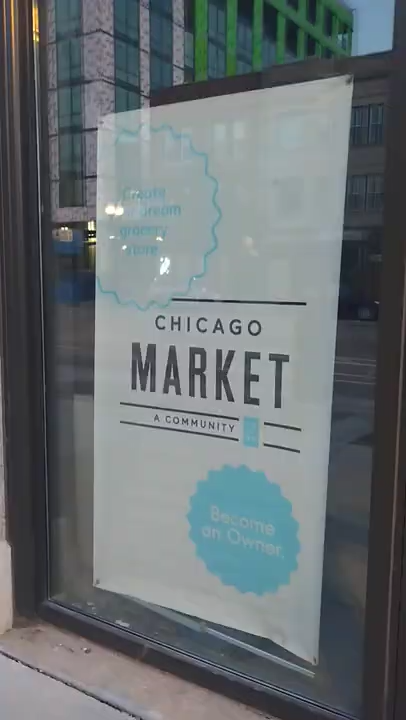 Create
dream
grocery
store
CHICAGO
MARKET
A COMMUNITY
Become
an Owner.